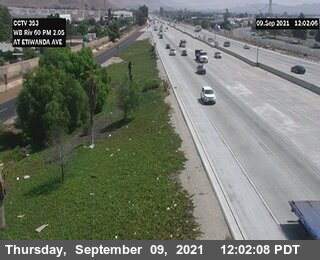 CCTV 353
WB Riv 60 PM 2.05
AT ETIWANDA AVE
09.Sep 2021
12:02:06
Thursday, September 09, 2021 12:02:08 PDT